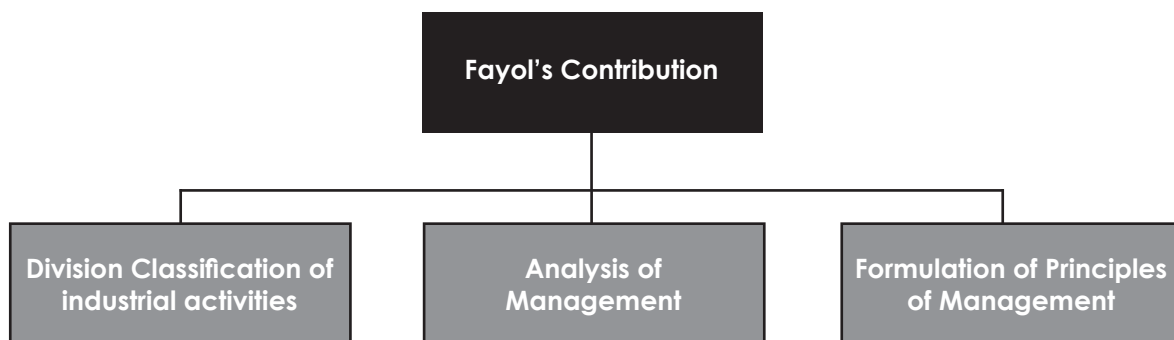 Fayol’s Contribution
Division Classification of
industrial activities
Analysis of
Management
Formulation of Principles
of Management